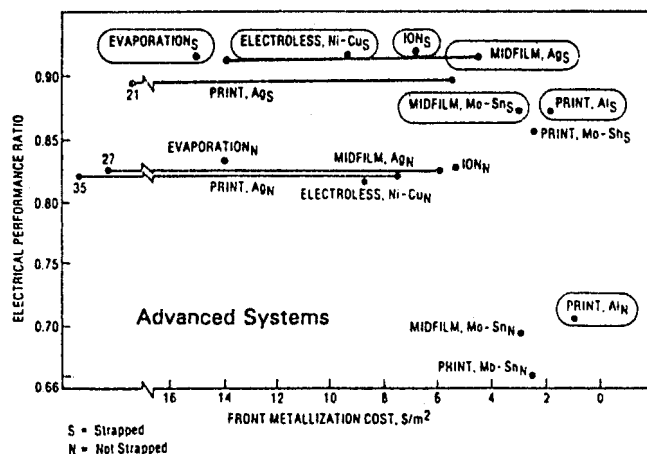 EVAPORATIONS
ELECTROLESS, Ni-CuS
IONS
MIDFILM, AgS
0.90
21
PRINT, AgS
MIDFILM, Mo-SnS
PRINT, AlS
0.85
PRINT, Mo-ShS
EVAPORATIONN
27
MIDFILM, AgN
IONN
35
PRINT, AgN
ELECTROLESS, Ni-CuN
0.80
ELECTRICAL PERFORMANCE RATIO
0.75
PRINT, AlN
Advanced Systems
0.70
MIDFILM, Mo-SnN
PRINT, Mo-SnN
0.66
16 14 12 10 8 6 4 2 0
FRONT METALLIZATION COST, $/m²
S = Strapped
N = Not Strapped